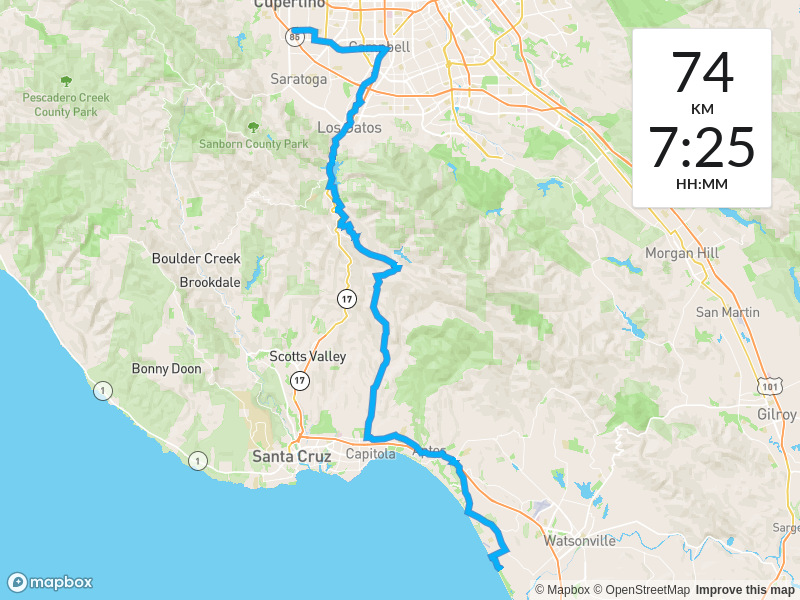 Cupertino
85
Campbell
Saratoga
Pescadero Creek
County Park
Sanborn County Park
Los Gatos
74
KM
7:25
HH:MM
Boulder Creek
Brookdale
Morgan Hill
17
San Martin
Scotts Valley
Bonny Doon
17
1
101
Gilroy
Santa Cruz
Capitola
Aptos
1
Watsonville
Sarge
mapbox
© Mapbox © OpenStreetMap Improve this map